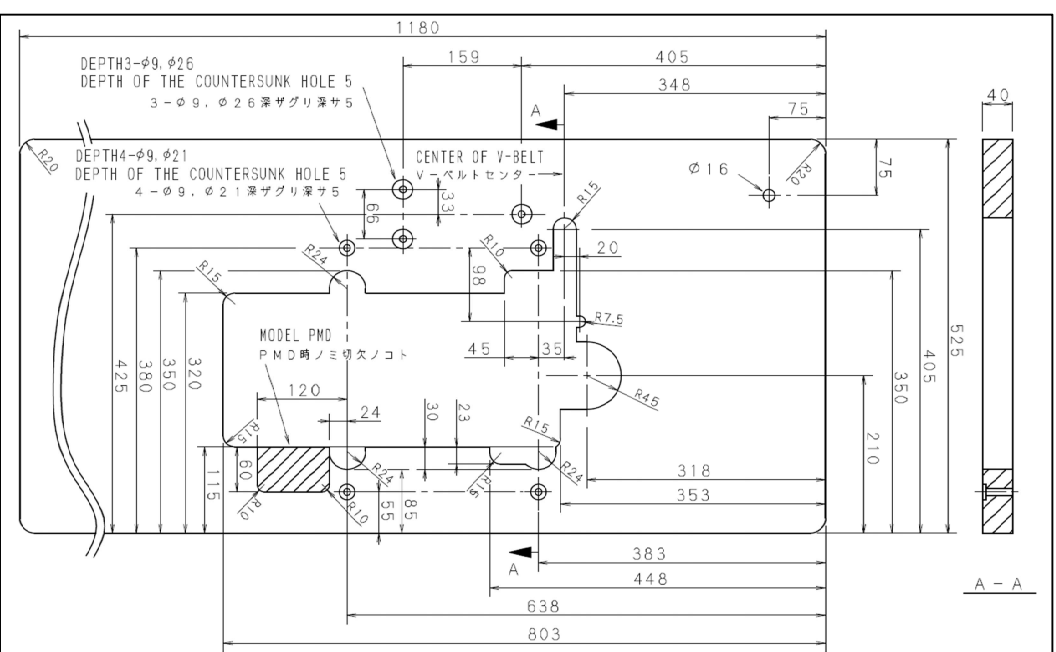 1180
DEPTH3-φ9, φ26
DEPTH OF THE COUNTERSUNK HOLE 5
3-φ9, φ26深ザグリ深サ5
159
405
348
A
75
40
R20
DEPTH4-φ9, φ21
DEPTH OF THE COUNTERSUNK HOLE 5
4-φ9, φ21深ザグリ深サ5
CENTER OF V-BELT
V-ベルトセンター
φ16
R20
75
66
33
R15
R24
R10
98
20
R15
R7.5
MODEL PMD
PMD時ノミ切欠ノコト
45
35
425
380
350
320
120
24
30
23
R45
350
405
525
R15
R15
210
115
60
R24
R15
R24
R10
R10
55
85
318
353
A
383
448
638
803
A-A